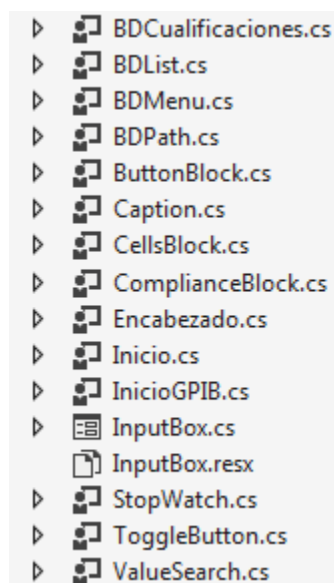 BDCualificaciones.cs
BDList.cs
BDMenu.cs
BDPath.cs
ButtonBlock.cs
Caption.cs
CellsBlock.cs
ComplianceBlock.cs
Encabezado.cs
Inicio.cs
InicioGPIB.cs
InputBox.cs
InputBox.resx
StopWatch.cs
ToggleButton.cs
ValueSearch.cs